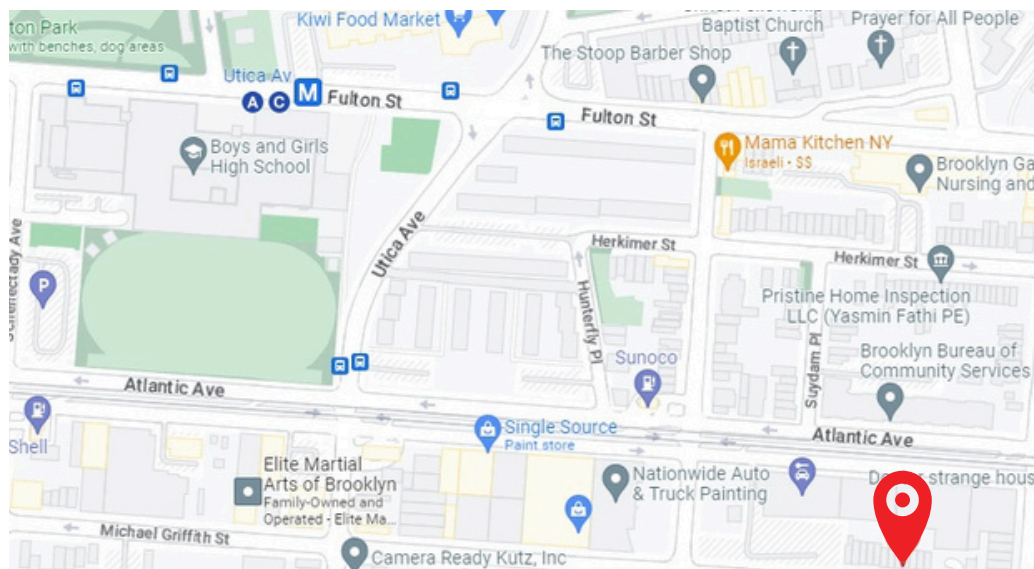 Kiwi Food Market
Baptist Church
Prayer for All People
ton Park
with benches, dog areas
The Stoop Barber Shop
Utica Av
A C M
Fulton St
Fulton St
Boys and Girls
High School
Mama Kitchen NY
Israeli • $$
Brooklyn Ga
Nursing and
Utica Ave
Herkimer St
Herkimer St
P
Hunterfly Pl
Pristine Home Inspection
LLC (Yasmin Fathi PE)
Suydam Pl
Sunoco
Brooklyn Bureau of
Community Services
Atlantic Ave
Shell
Single Source
Paint store
Atlantic Ave
Elite Martial
Arts of Brooklyn
Family-Owned and
Operated - Elite Ma...
Nationwide Auto
& Truck Painting
strange hous
Michael Griffith St
Camera Ready Kutz, Inc